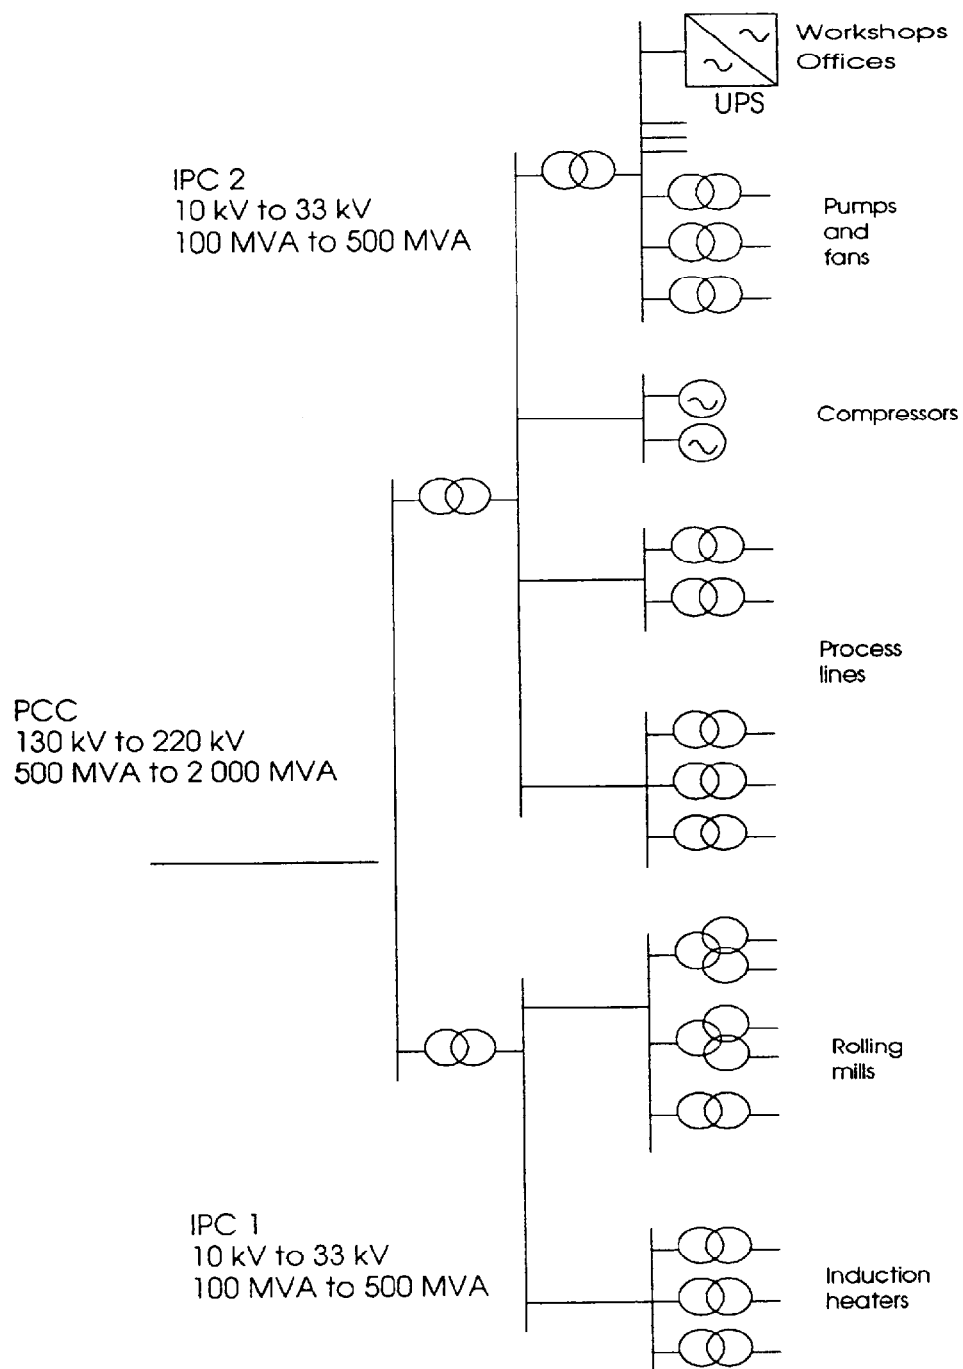 Workshops
Offices
UPS
IPC 2
10 kV to 33 kV
100 MVA to 500 MVA
Pumps
and
fans
Compressors
Process
lines
PCC
130 kV to 220 kV
500 MVA to 2 000 MVA
Rolling
mills
IPC 1
10 kV to 33 kV
100 MVA to 500 MVA
Induction
heaters